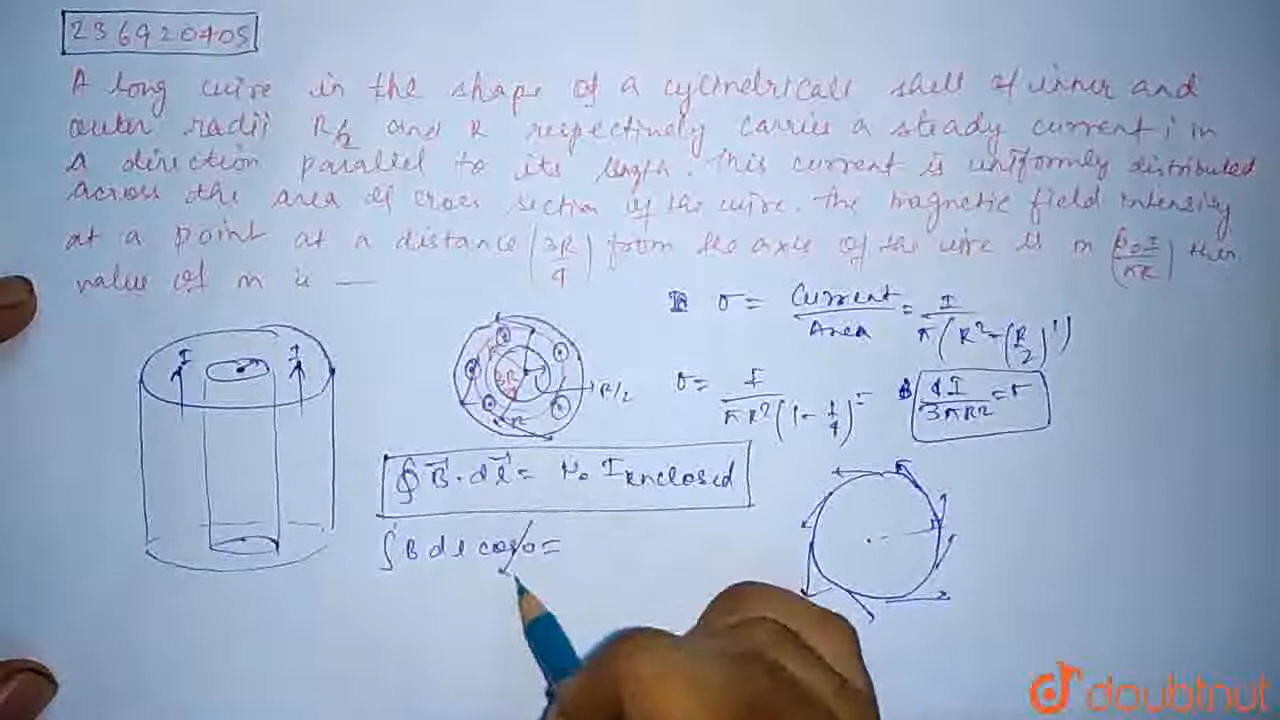 236920405
A long wire in the shape of a cylindrical shell of inner and
outer radii R/2 and R respectively carries a steady current i in
a direction parallel to its length. This current is uniformly distributed
across the area of cross section of the wire. The magnetic field intensity
at a point at a distance (3R/4) from the axis of the wire is m (μ₀I/πR) then
value of m is —
σ = Current/Area = I/π(R²-(R/2)²)
σ = I/πR²(1-1/4) = 4I/3πR² = σ
I I
R/2
∮ B⃗ · dl⃗ = μ₀ I enclosed
∫ B dl cos0 =
doubtnut